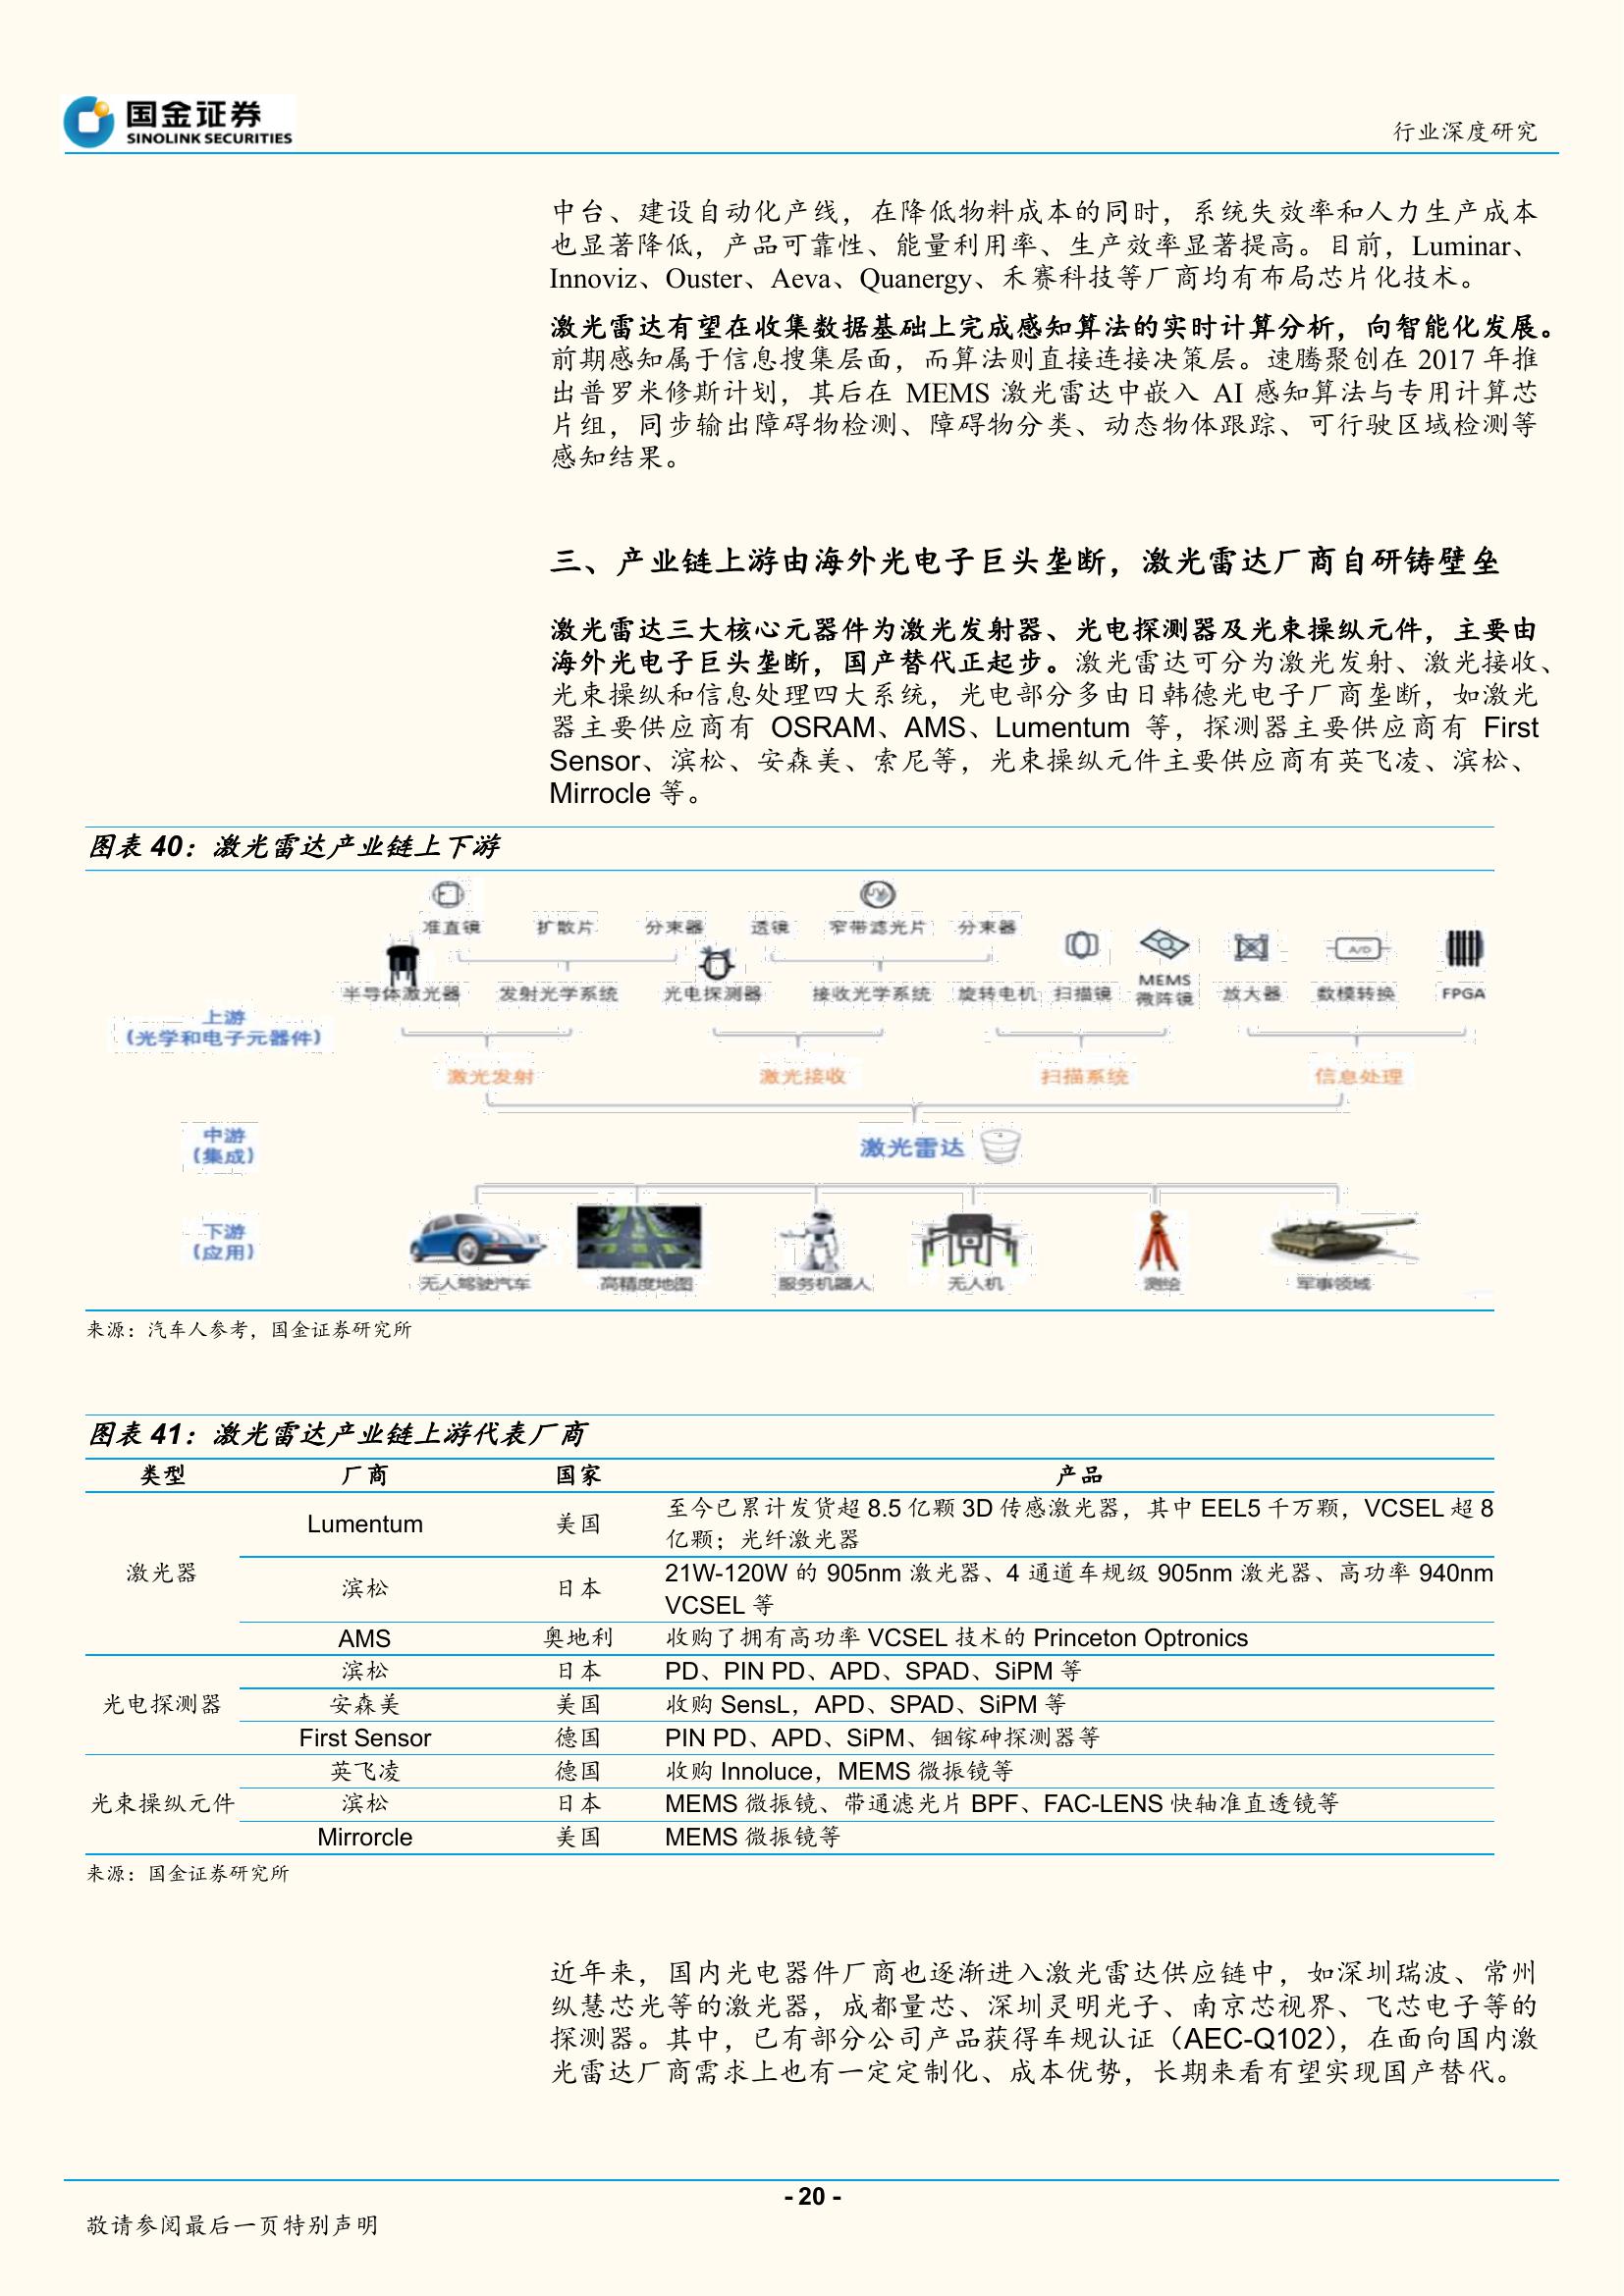 国金证券
SINOLINK SECURITIES
行业深度研究
中台、建设自动化产线，在降低物料成本的同时，系统失效率和人力生产成本
也显著降低，产品可靠性、能量利用率、生产效率显著提高。目前，Luminar、
Innoviz、Ouster、Aeva、Quanergy、禾赛科技等厂商均有布局芯片化技术。
激光雷达有望在收集数据基础上完成感知算法的实时计算分析，向智能化发展。
前期感知属于信息搜集层面，而算法则直接连接决策层。速腾聚创在 2017 年推
出普罗米修斯计划，其后在 MEMS 激光雷达中嵌入 AI 感知算法与专用计算芯
片组，同步输出障碍物检测、障碍物分类、动态物体跟踪、可行驶区域检测等
感知结果。
三、产业链上游由海外光电子巨头垄断，激光雷达厂商自研铸壁垒
激光雷达三大核心元器件为激光发射器、光电探测器及光束操纵元件，主要由
海外光电子巨头垄断，国产替代正起步。激光雷达可分为激光发射、激光接收、
光束操纵和信息处理四大系统，光电部分多由日韩德光电子厂商垄断，如激光
器主要供应商有 OSRAM、AMS、Lumentum 等，探测器主要供应商有 First
Sensor、滨松、安森美、索尼等，光束操纵元件主要供应商有英飞凌、滨松、
Mirrocle 等。
图表 40：激光雷达产业链上下游
准直镜 扩散片 分束器 透镜 窄带滤光片 分束器
半导体激光器 发射光学系统 光电探测器 接收光学系统 旋转电机 扫描镜 MEMS 微阵镜 放大器 数模转换 FPGA
A/D
上游
（光学和电子元器件）
激光发射 激光接收 扫描系统 信息处理
中游
（集成）
激光雷达
下游
（应用）
无人驾驶汽车 高精度地图 服务机器人 无人机 测绘 军事领域
来源：汽车人参考，国金证券研究所
图表 41：激光雷达产业链上游代表厂商
类型 厂商 国家 产品
激光器
Lumentum 美国 至今已累计发货超 8.5 亿颗 3D 传感激光器，其中 EEL5 千万颗，VCSEL 超 8
亿颗；光纤激光器
滨松 日本 21W-120W 的 905nm 激光器、4 通道车规级 905nm 激光器、高功率 940nm
VCSEL 等
AMS 奥地利 收购了拥有高功率 VCSEL 技术的 Princeton Optronics
光电探测器
滨松 日本 PD、PIN PD、APD、SPAD、SiPM 等
安森美 美国 收购 SensL，APD、SPAD、SiPM 等
First Sensor 德国 PIN PD、APD、SiPM、铟镓砷探测器等
光束操纵元件
英飞凌 德国 收购 Innoluce，MEMS 微振镜等
滨松 日本 MEMS 微振镜、带通滤光片 BPF、FAC-LENS 快轴准直透镜等
Mirrorcle 美国 MEMS 微振镜等
来源：国金证券研究所
近年来，国内光电器件厂商也逐渐进入激光雷达供应链中，如深圳瑞波、常州
纵慧芯光等的激光器，成都量芯、深圳灵明光子、南京芯视界、飞芯电子等的
探测器。其中，已有部分公司产品获得车规认证（AEC-Q102），在面向国内激
光雷达厂商需求上也有一定定制化、成本优势，长期来看有望实现国产替代。
- 20 -
敬请参阅最后一页特别声明